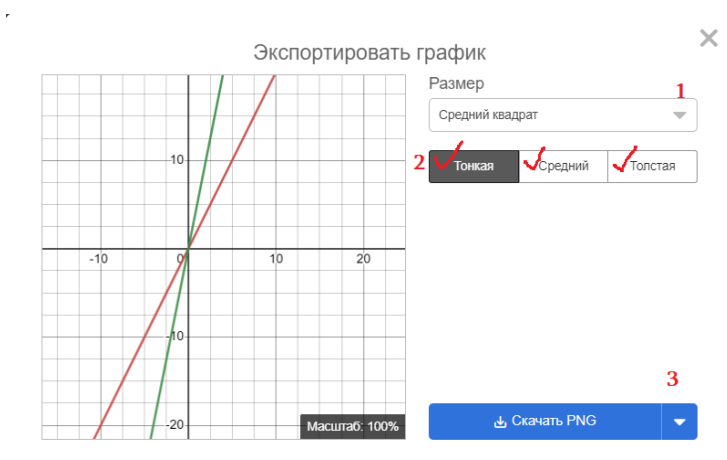 Экспортировать график
Размер
1
Средний квадрат
2
Тонкая
Средний
Толстая
10
-10
0
10
20
-10
-20
Масштаб: 100%
3
Скачать PNG